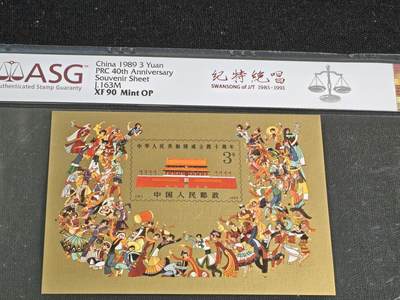 ASG
Authenticated Stamp Guaranty
China 1989 3 Yuan
PRC 40th Anniversary
Souvenir Sheet
J.163M
XF 90 Mint OP
纪特绝唱
SWANSONG of J/T 1985-1991
中华人民共和国成立四十周年
3元
中国人民邮政